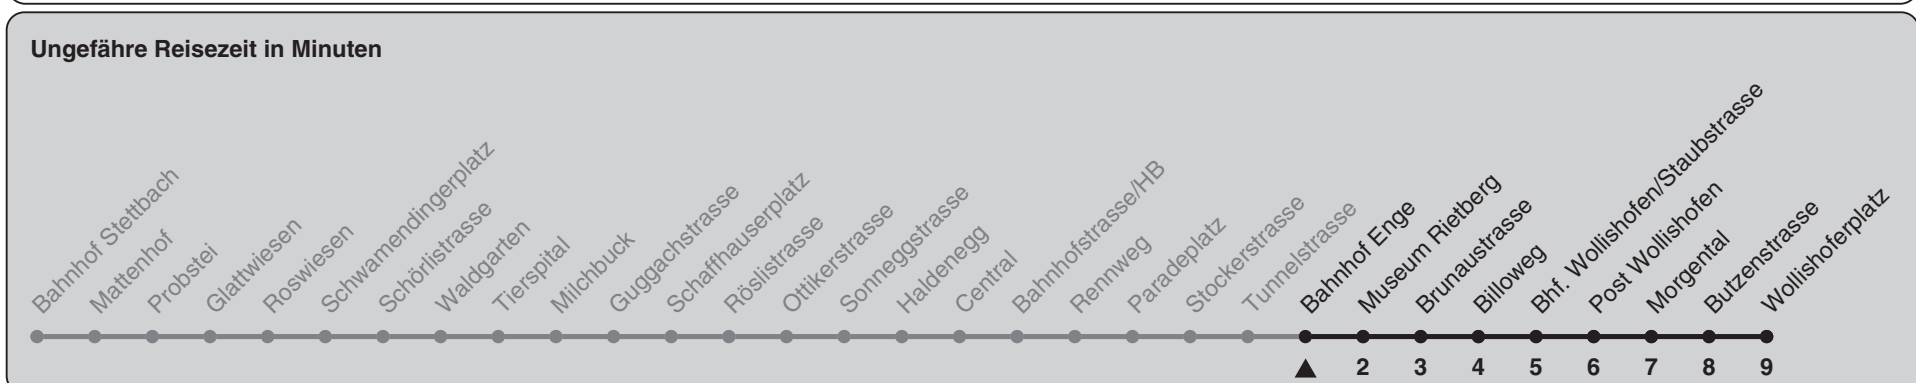 Ungefähre Reisezeit in Minuten
Bahnhof Stettbach
Mattenhof
Probstei
Glattwiesen
Roswiesen
Schwamendingerplatz
Schörlistrasse
Waldgarten
Tierspital
Milchbuck
Guggachstrasse
Schaffhauserplatz
Röslistrasse
Ottikerstrasse
Sonneggstrasse
Haldenegg
Central
Bahnhofstrasse/HB
Rennweg
Paradeplatz
Stockerstrasse
Tunnelstrasse
Bahnhof Enge
Museum Rietberg
Brunaustrasse
Billoweg
Bhf. Wollishofen/Staubstrasse
Post Wollishofen
Morgental
Butzenstrasse
Wollishoferplatz
2 3 4 5 6 7 8 9